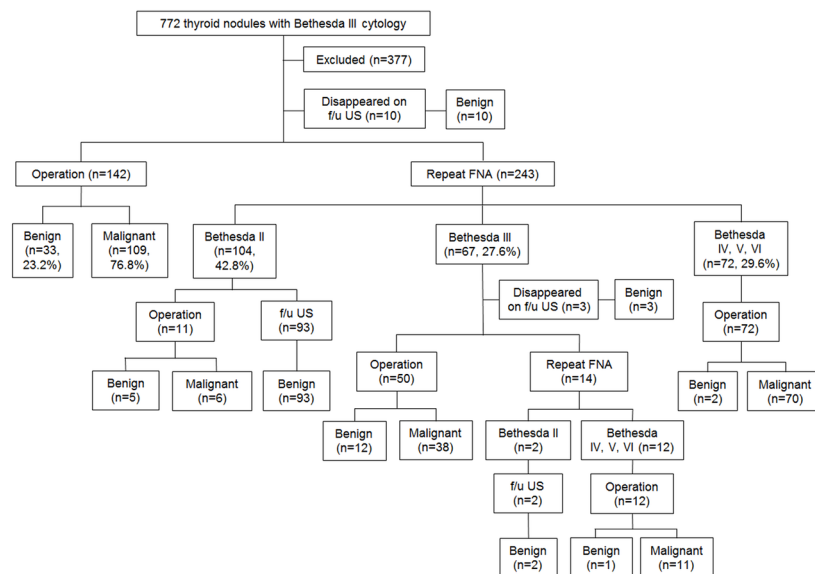 772 thyroid nodules with Bethesda III cytology
Excluded (n=377)
Disappeared on
f/u US (n=10)
Benign
(n=10)
Operation (n=142)
Repeat FNA (n=243)
Benign
(n=33,
23.2%)
Malignant
(n=109,
76.8%)
Bethesda II
(n=104,
42.8%)
Bethesda III
(n=67, 27.6%)
Bethesda
IV, V, VI
(n=72, 29.6%)
Operation
(n=11)
f/u US
(n=93)
Disappeared
on f/u US (n=3)
Benign
(n=3)
Operation
(n=72)
Benign
(n=5)
Malignant
(n=6)
Benign
(n=93)
Operation
(n=50)
Repeat FNA
(n=14)
Benign
(n=2)
Malignant
(n=70)
Benign
(n=12)
Malignant
(n=38)
Bethesda II
(n=2)
Bethesda
IV, V, VI (n=12)
f/u US
(n=2)
Operation
(n=12)
Benign
(n=2)
Benign
(n=1)
Malignant
(n=11)